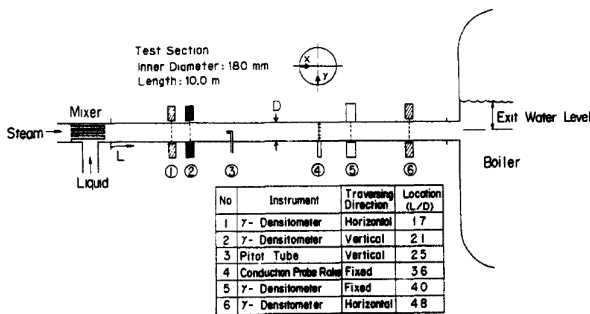 Test Section
Inner Diameter: 180 mm
Length: 10.0 m
x
y
Mixer
D
Steam
L
Liquid
Exit Water Level
Boiler
① ② ③ ④ ⑤ ⑥
No Instrument Traversing Direction Location (L/D)
1 γ- Densitometer Horizontal 17
2 γ- Densitometer Vertical 21
3 Pitot Tube Vertical 25
4 Conduction Probe Rake Fixed 36
5 γ- Densitometer Fixed 40
6 γ- Densitometer Horizontal 48